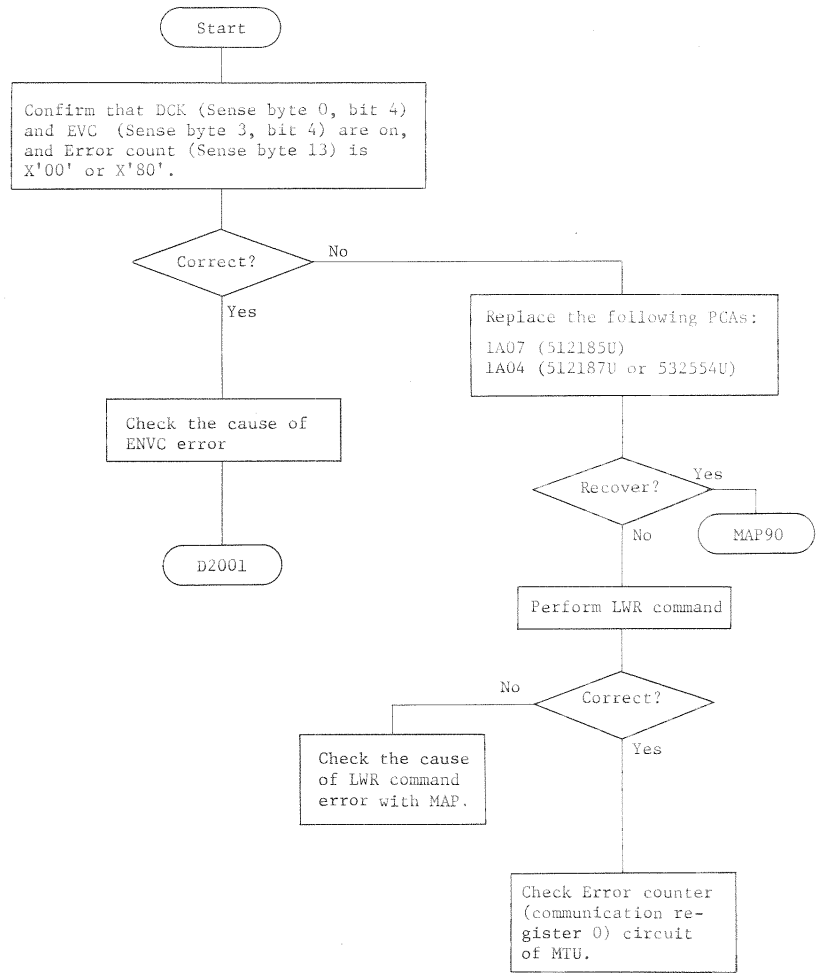 Start
Confirm that DCK (Sense byte 0, bit 4)
and EVC (Sense byte 3, bit 4) are on,
and Error count (Sense byte 13) is
X'00' or X'80'.
Correct?
No
Yes
Replace the following PCAs:
1A07 (512185U)
1A04 (512187U or 532554U)
Check the cause of
ENVC error
Recover?
Yes
No
MAP90
D2001
Perform LWR command
Correct?
No
Yes
Check the cause
of LWR command
error with MAP.
Check Error counter
(communication re-
gister 0) circuit
of MTU.